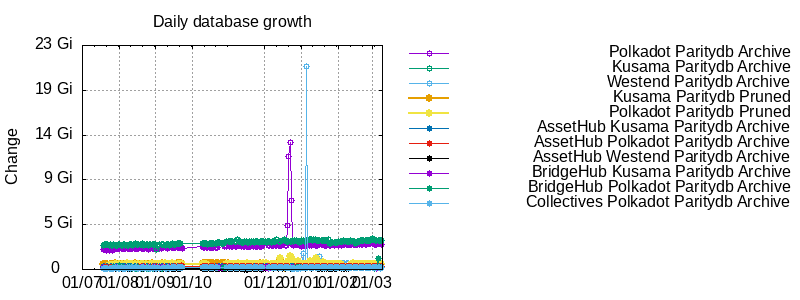 Daily database growth
23 Gi
19 Gi
14 Gi
9 Gi
5 Gi
0
Change
01/07 01/08 01/09 01/10 01/12 01/01 01/02 01/03
Polkadot Paritydb Archive
Kusama Paritydb Archive
Westend Paritydb Archive
Kusama Paritydb Pruned
Polkadot Paritydb Pruned
AssetHub Kusama Paritydb Archive
AssetHub Polkadot Paritydb Archive
AssetHub Westend Paritydb Archive
BridgeHub Kusama Paritydb Archive
BridgeHub Polkadot Paritydb Archive
Collectives Polkadot Paritydb Archive